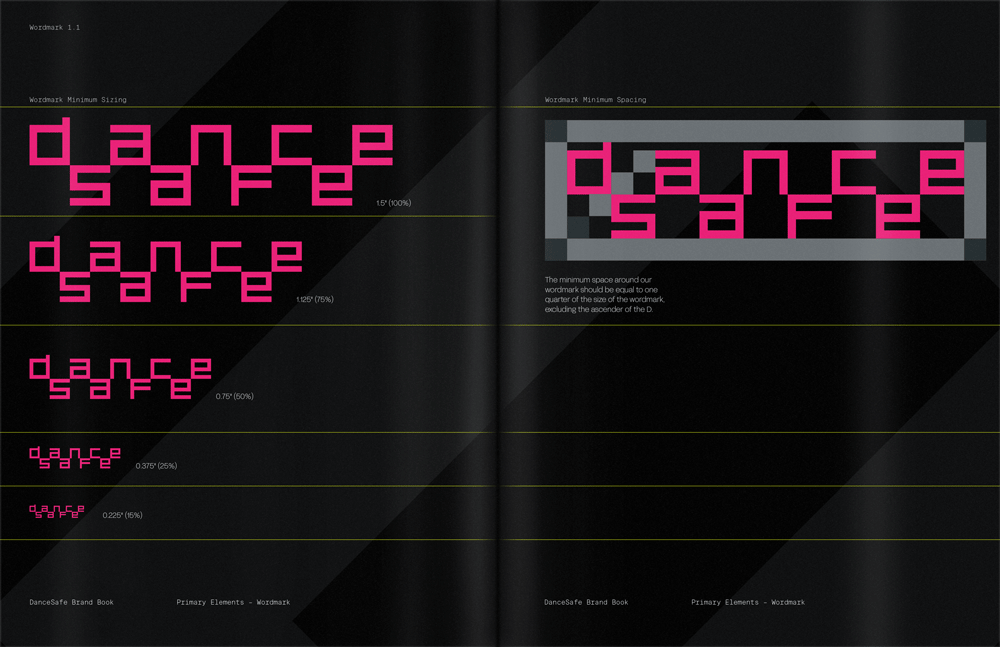 Wordmark 1.1
Wordmark Minimum Sizing
dance
safe
1.5" (100%)
dance
safe
1.125" (75%)
dance
safe
0.75" (50%)
dance
safe
0.375" (25%)
dance
safe
0.225" (15%)
DanceSafe Brand Book
Primary Elements – Wordmark
Wordmark Minimum Spacing
dance
safe
The minimum space around our
wordmark should be equal to one
quarter of the size of the wordmark,
excluding the ascender of the D.
DanceSafe Brand Book
Primary Elements – Wordmark